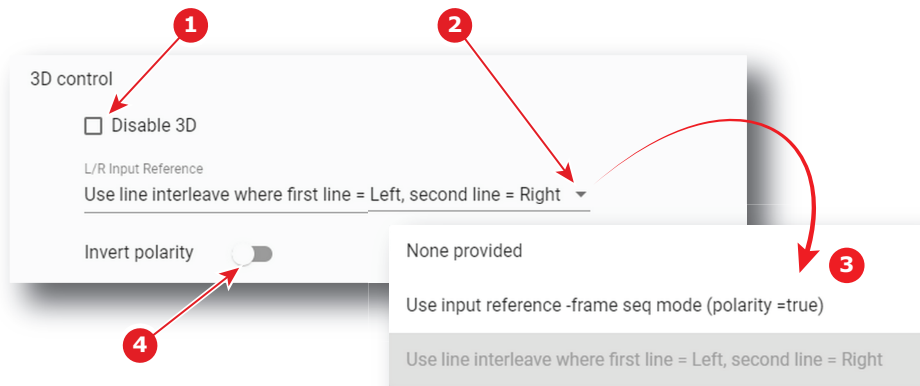 1
2
3D control
Disable 3D
L/R Input Reference
Use line interleave where first line = Left, second line = Right
Invert polarity
None provided
3
Use input reference -frame seq mode (polarity =true)
4
Use line interleave where first line = Left, second line = Right